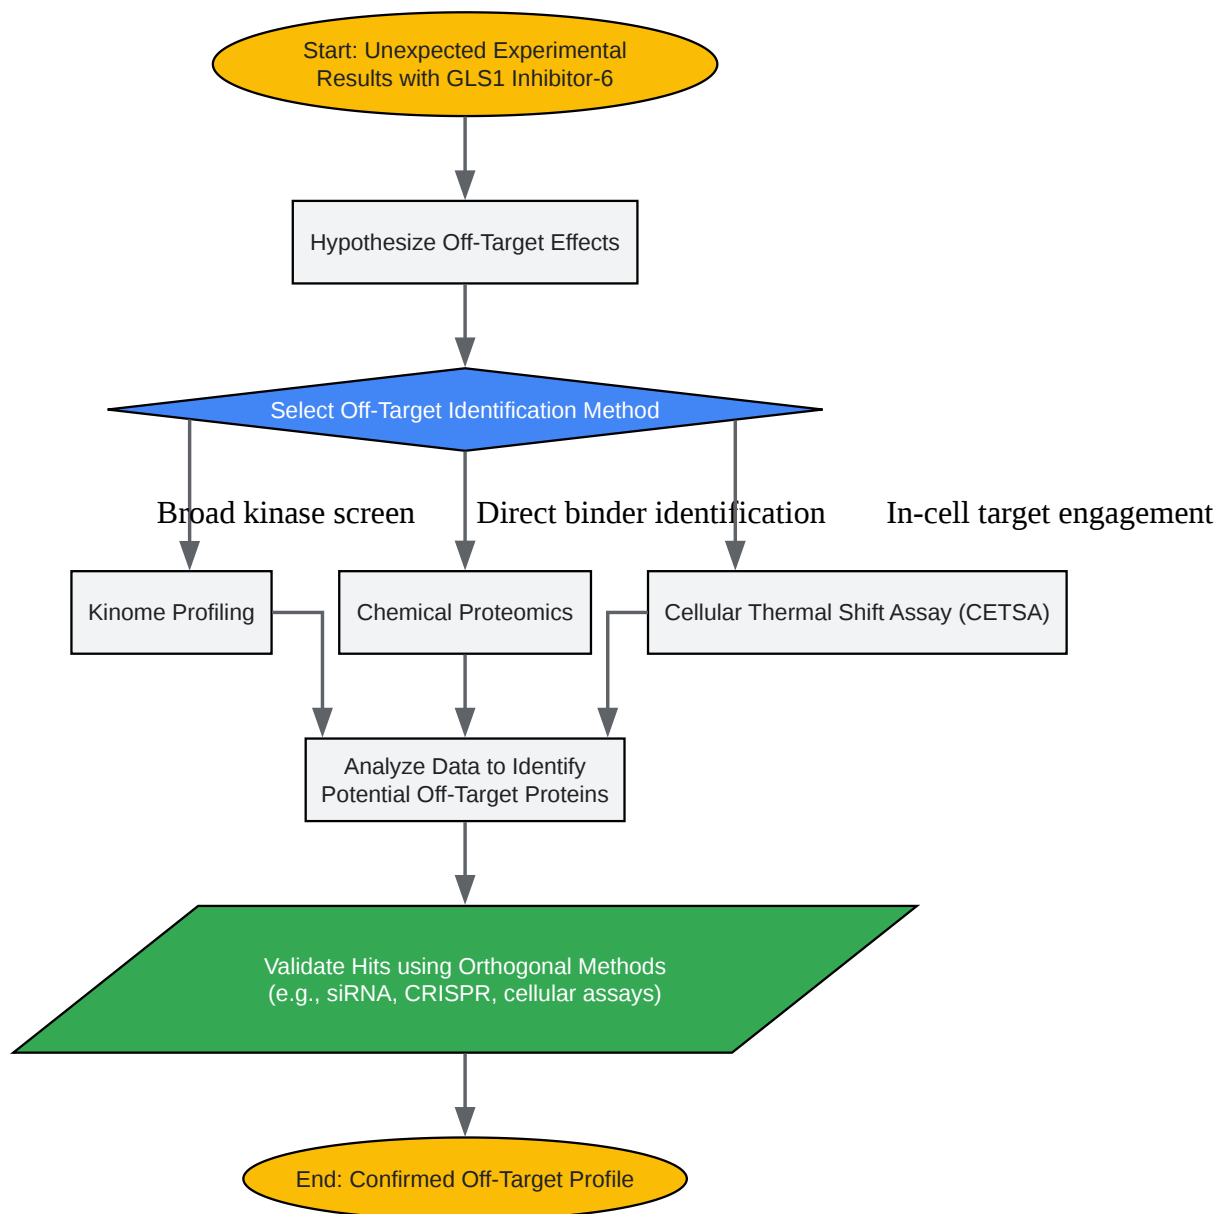 Start: Unexpected Experimental
Results with GLS1 Inhibitor-6
Hypothesize Off-Target Effects
Select Off-Target Identification Method
Broad kinase screen
Direct binder identification
In-cell target engagement
Kinome Profiling
Chemical Proteomics
Cellular Thermal Shift Assay (CETSA)
Analyze Data to Identify
Potential Off-Target Proteins
Validate Hits using Orthogonal Methods
(e.g., siRNA, CRISPR, cellular assays)
End: Confirmed Off-Target Profile